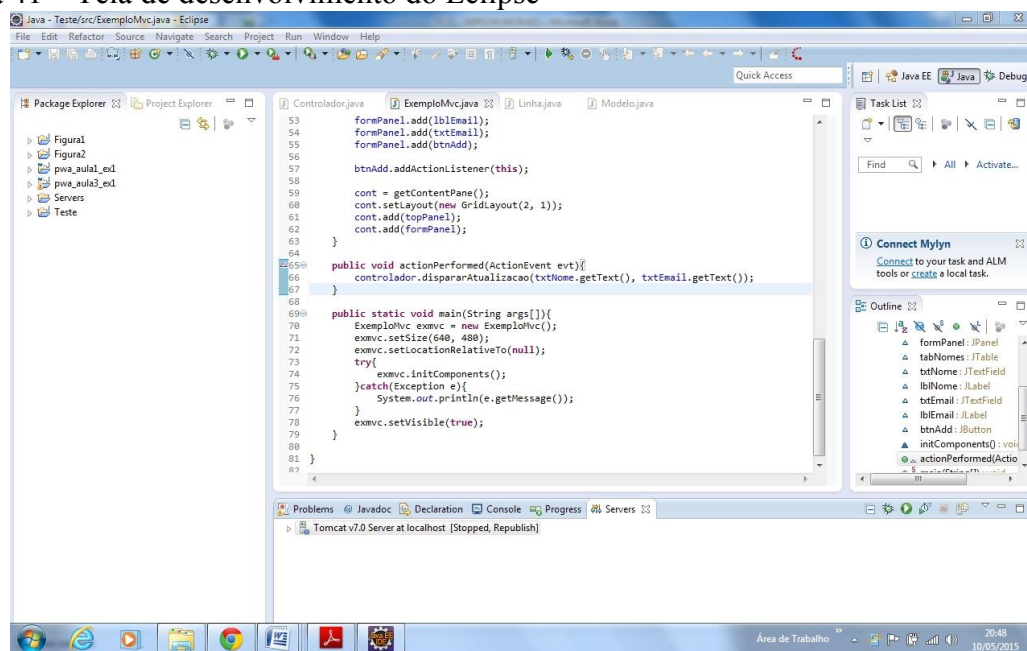 41 – Tela de desenvolvimento do Eclipse
Java - Teste/src/ExemploMvc.java - Eclipse
File Edit Refactor Source Navigate Search Project Run Window Help
Quick Access
Java EE Java Debug
Package Explorer Project Explorer
Figura1
Figura2
pwa_aula1_ex1
pwa_aula3_ex1
Servers
Teste
Controlador.java ExemploMvc.java Linha.java Modelo.java
53 formPanel.add(lblEmail);
54 formPanel.add(txtEmail);
55 formPanel.add(btnAdd);
56
57 btnAdd.addActionListener(this);
58
59 cont = getContentPane();
60 cont.setLayout(new GridLayout(2, 1));
61 cont.add(topPanel);
62 cont.add(formPanel);
63 }
64
65 public void actionPerformed(ActionEvent evt){
66 controlador.dispararAtualizacao(txtNome.getText(), txtEmail.getText());
67 }
68
69 public static void main(String args[]){
70 ExemploMvc exmvc = new ExemploMvc();
71 exmvc.setSize(640, 480);
72 exmvc.setLocationRelativeTo(null);
73 try{
74 exmvc.initComponents();
75 }catch(Exception e){
76 System.out.println(e.getMessage());
77 }
78 exmvc.setVisible(true);
79 }
80
81 }
82
Task List
Find All Activate...
Connect Mylyn
Connect to your task and ALM
tools or create a local task.
Outline
formPanel : JPanel
tabNomes : JTable
txtNome : JTextField
lblNome : JLabel
txtEmail : JTextField
lblEmail : JLabel
btnAdd : JButton
initComponents() : voi
actionPerformed(Actio
main(String[]) : void
Problems Javadoc Declaration Console Progress Servers
Tomcat v7.0 Server at localhost [Stopped, Republish]
Área de Trabalho
20:48
10/05/2015